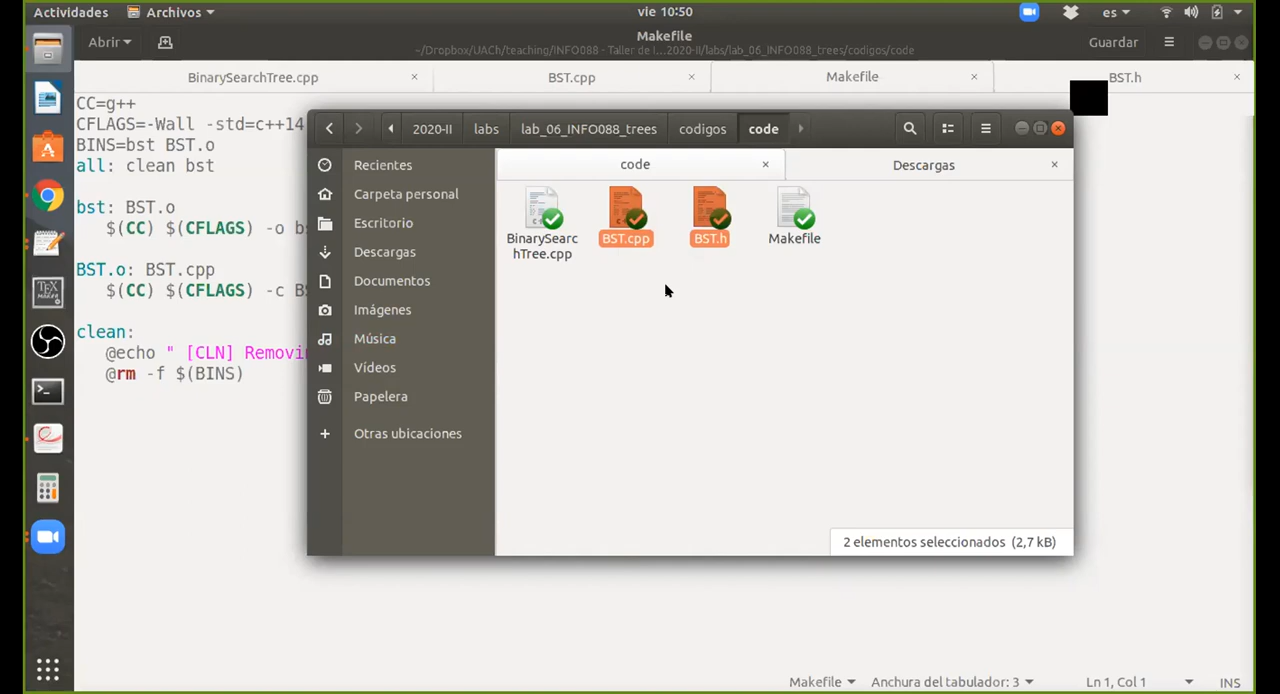 Actividades
Archivos
vie 10:50
es
Abrir
Makefile
~/Dropbox/UACh/teaching/INFO088 - Taller de I...2020-II/labs/lab_06_INFO088_trees/codigos/code
Guardar
BinarySearchTree.cpp
BST.cpp
Makefile
BST.h
CC=g++
CFLAGS=-Wall -std=c++14
BINS=bst BST.o
all: clean bst
bst: BST.o
$(CC) $(CFLAGS) -o bs
BST.o: BST.cpp
$(CC) $(CFLAGS) -c BS
clean:
@echo " [CLN] Removin
@rm -f $(BINS)
2020-II
labs
lab_06_INFO088_trees
codigos
code
Recientes
Carpeta personal
Escritorio
Descargas
Documentos
Imágenes
Música
Vídeos
Papelera
Otras ubicaciones
code
Descargas
BinarySearc
hTree.cpp
BST.cpp
BST.h
Makefile
2 elementos seleccionados (2,7 kB)
Makefile
Anchura del tabulador: 3
Ln 1, Col 1
INS